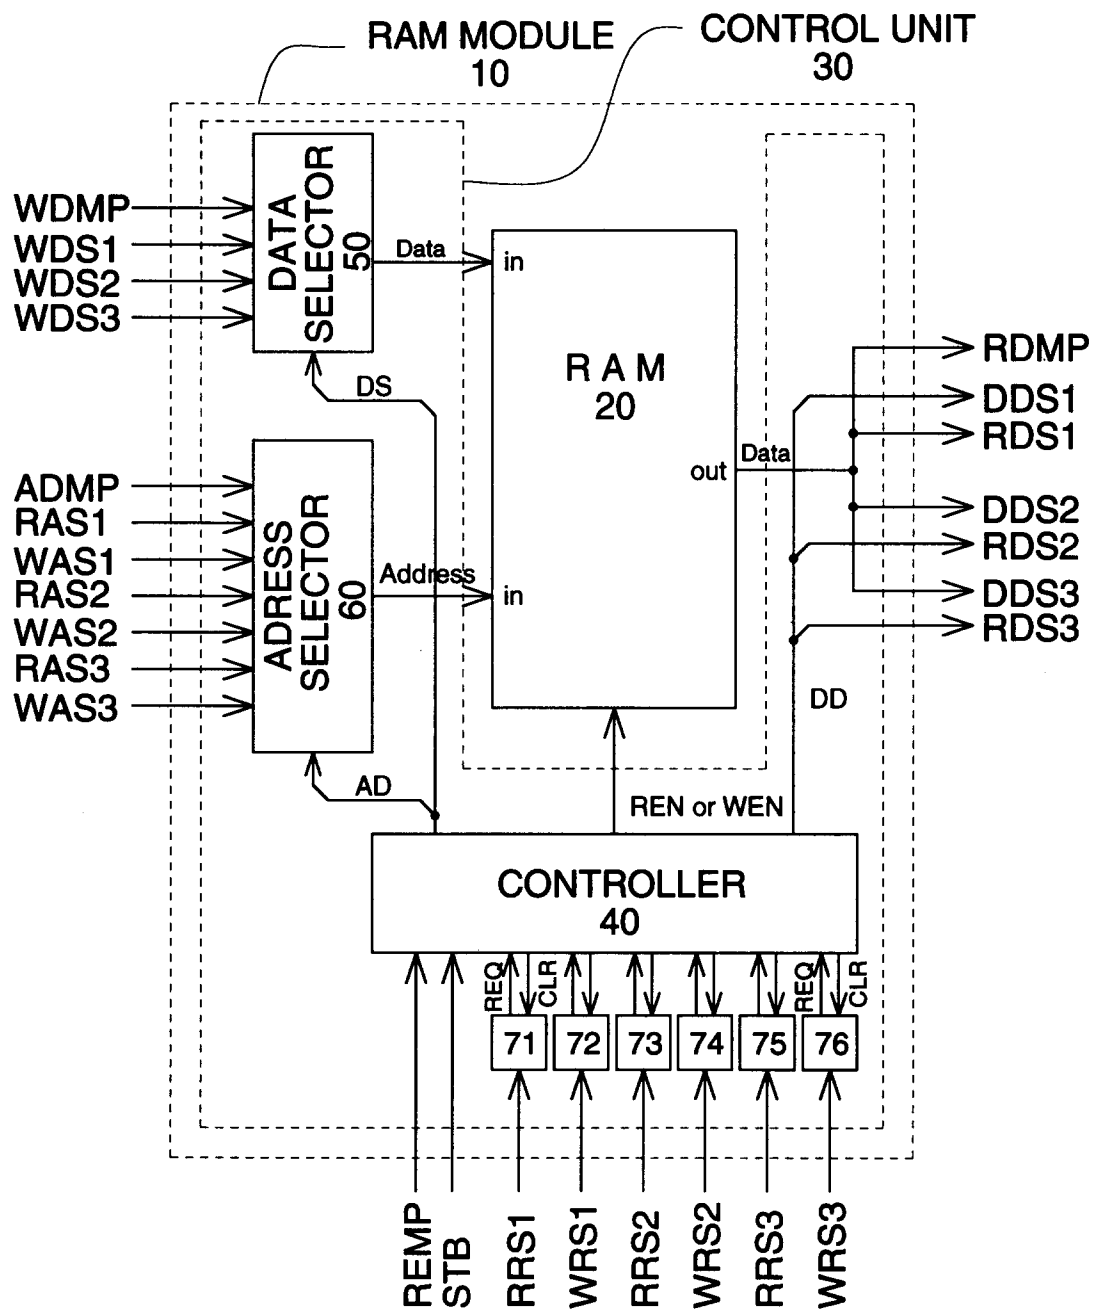 RAM MODULE
10
CONTROL UNIT
30
WDMP
WDS1
WDS2
WDS3
DATA
SELECTOR
50
Data
in
R A M
20
out
Data
in
DS
ADMP
RAS1
WAS1
RAS2
WAS2
RAS3
WAS3
ADRESS
SELECTOR
60
Address
AD
RDMP
DDS1
RDS1
DDS2
RDS2
DDS3
RDS3
DD
REN or WEN
CONTROLLER
40
REQ
CLR
REQ
CLR
71
72
73
74
75
76
REMP
STB
RRS1
WRS1
RRS2
WRS2
RRS3
WRS3